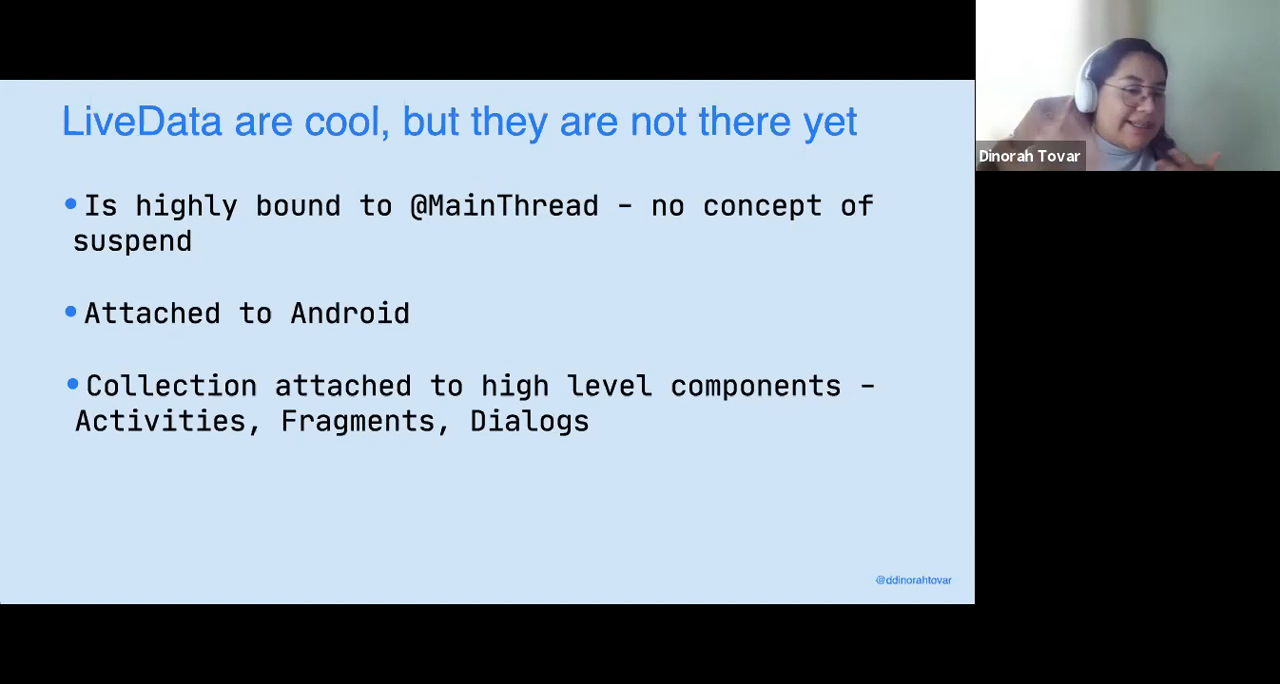 LiveData are cool, but they are not there yet
•Is highly bound to @MainThread – no concept of
suspend
•Attached to Android
•Collection attached to high level components –
Activities, Fragments, Dialogs
@ddinorahtovar
Dinorah Tovar